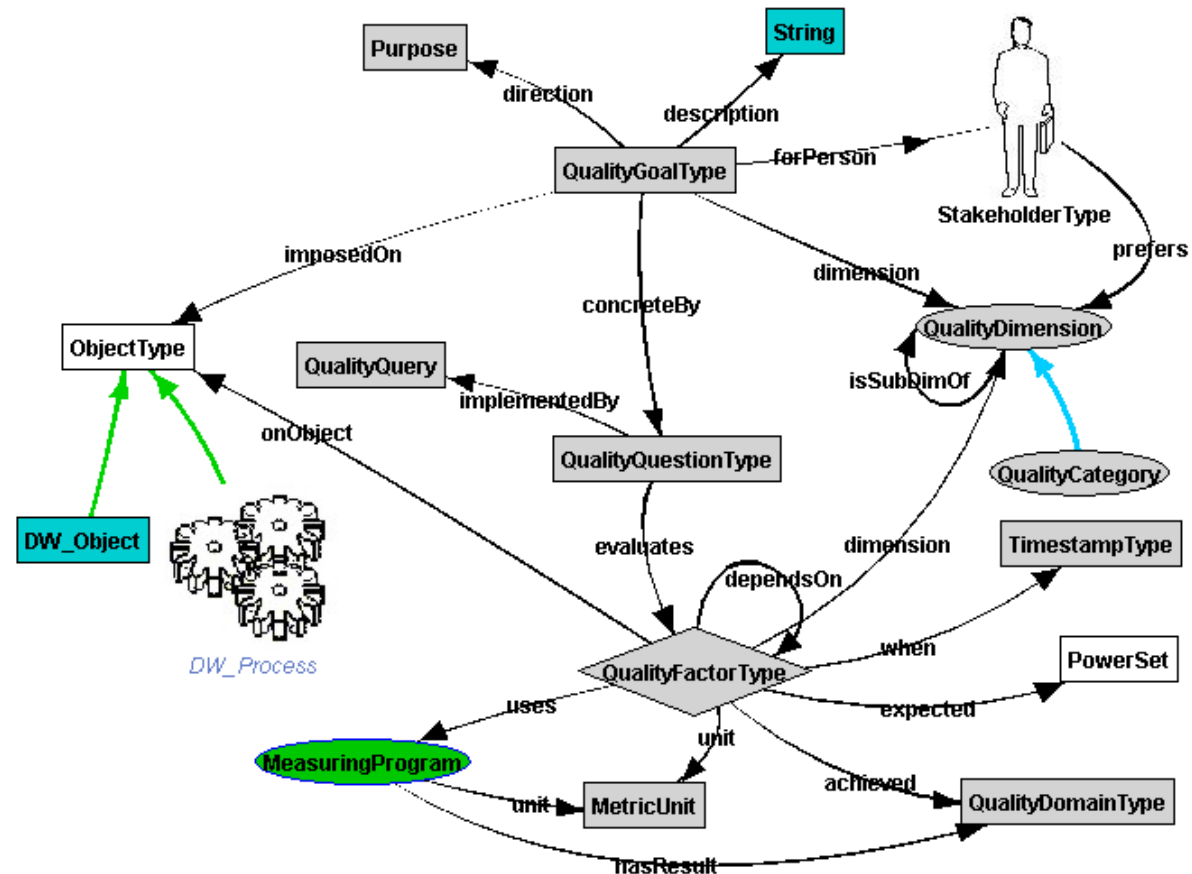 String
Purpose
direction
description
forPerson
QualityGoalType
StakeholderType
imposedOn
dimension
prefers
concreteBy
QualityDimension
ObjectType
QualityQuery
isSubDimOf
implementedBy
onObject
QualityQuestionType
QualityCategory
DW_Object
evaluates
dimension
TimestampType
dependsOn
DW_Process
when
QualityFactorType
PowerSet
uses
expected
unit
MeasuringProgram
achieved
unit
MetricUnit
QualityDomainType
hasResult